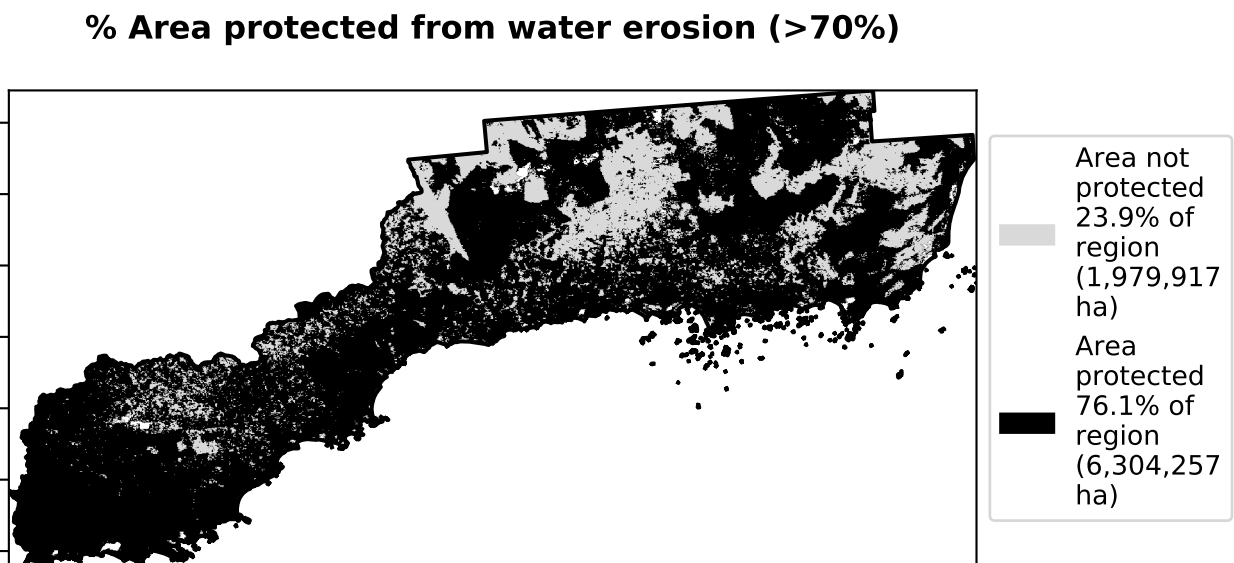 % Area protected from water erosion (>70%)
Area not
protected
23.9% of
region
(1,979,917
ha)
Area
protected
76.1% of
region
(6,304,257
ha)